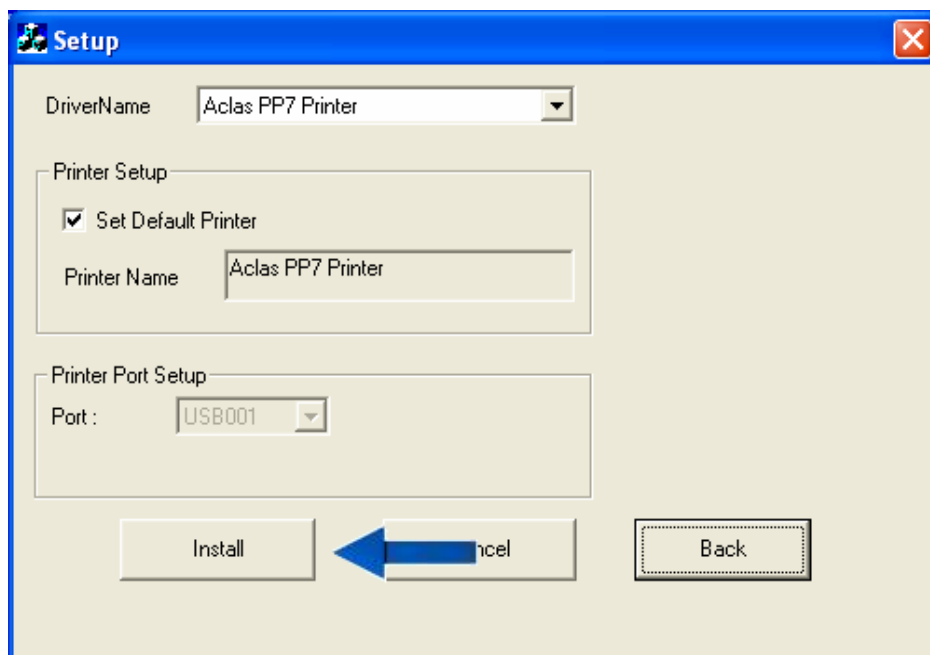 Setup
DriverName Aclas PP7 Printer
Printer Setup
Set Default Printer
Printer Name Aclas PP7 Printer
Printer Port Setup
Port : USB001
Install ncel Back